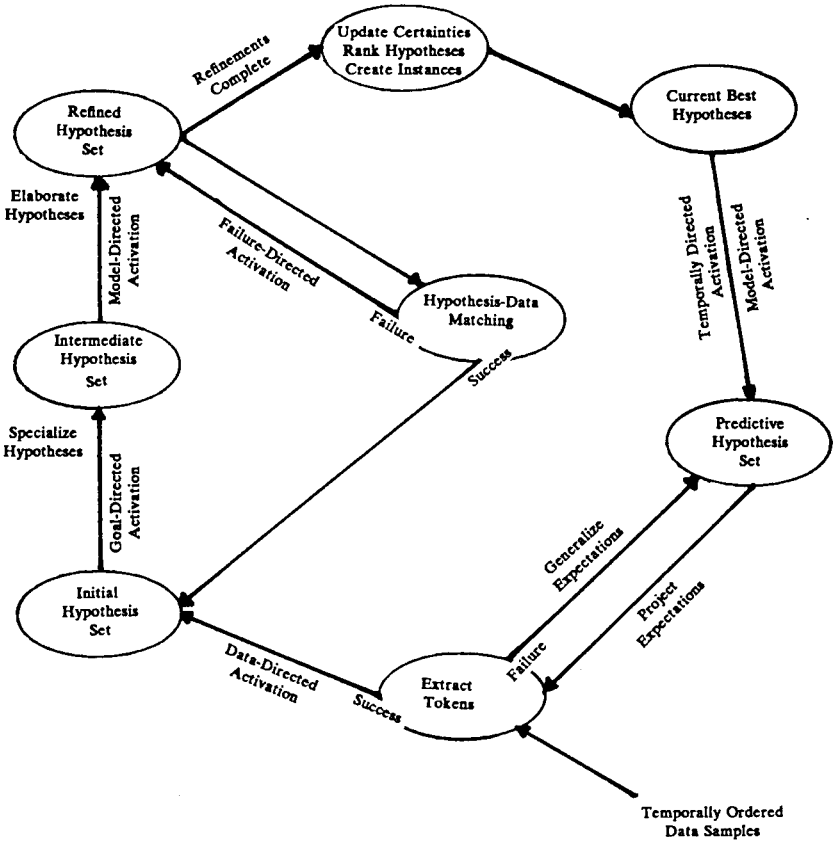 Update Certainties
Rank Hypotheses
Create Instances
Refinements
Complete
Current Best
Hypotheses
Refined
Hypothesis
Set
Elaborate
Hypotheses
Model-Directed
Activation
Failure-Directed
Activation
Temporally Directed
Activation
Model-Directed
Activation
Hypothesis-Data
Matching
Failure
Success
Intermediate
Hypothesis
Set
Specialize
Hypotheses
Goal-Directed
Activation
Predictive
Hypothesis
Set
Generalize
Expectations
Project
Expectations
Initial
Hypothesis
Set
Data-Directed
Activation
Success
Failure
Extract
Tokens
Temporally Ordered
Data Samples